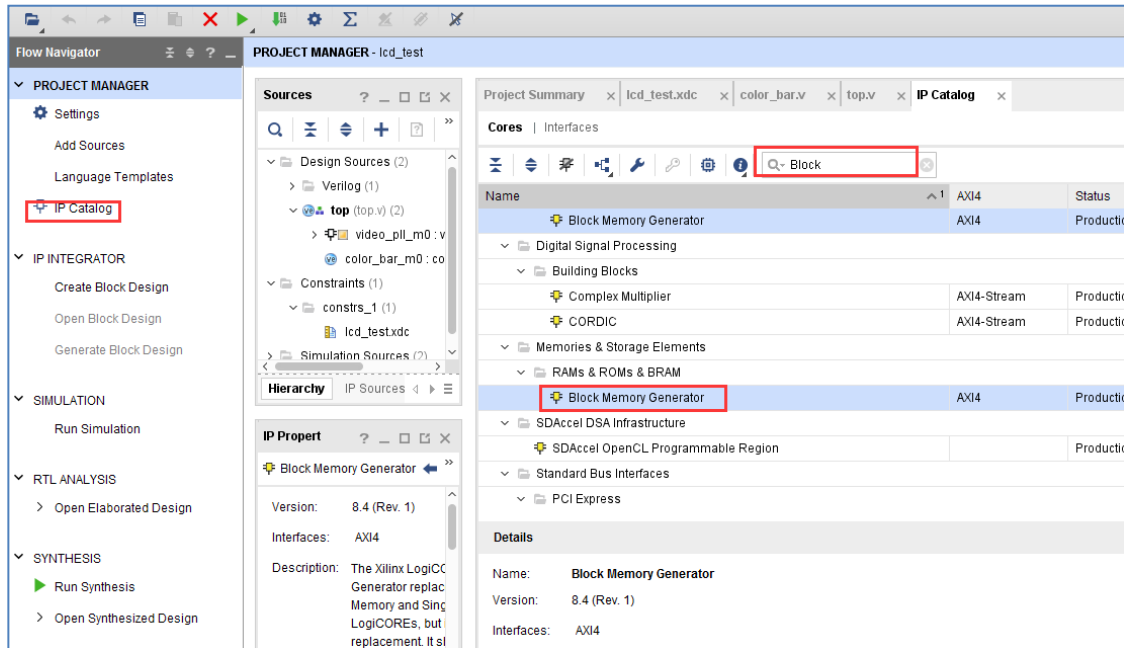 Flow Navigator
PROJECT MANAGER - lcd_test
PROJECT MANAGER
Settings
Add Sources
Language Templates
IP Catalog
IP INTEGRATOR
Create Block Design
Open Block Design
Generate Block Design
SIMULATION
Run Simulation
RTL ANALYSIS
Open Elaborated Design
SYNTHESIS
Run Synthesis
Open Synthesized Design
Sources
Design Sources (2)
Verilog (1)
top (top.v) (2)
video_pll_m0 : v
color_bar_m0 : co
Constraints (1)
constrs_1 (1)
lcd_test.xdc
Simulation Sources (2)
Hierarchy IP Sources
IP Propert
Block Memory Generator
Version: 8.4 (Rev. 1)
Interfaces: AXI4
Description: The Xilinx LogiCO
Generator replac
Memory and Sing
LogiCOREs, but i
replacement. It sl
Project Summary lcd_test.xdc color_bar.v top.v IP Catalog
Cores | Interfaces
Block
Name 1 AXI4 Status
Block Memory Generator AXI4 Productio
Digital Signal Processing
Building Blocks
Complex Multiplier AXI4-Stream Productio
CORDIC AXI4-Stream Productio
Memories & Storage Elements
RAMs & ROMs & BRAM
Block Memory Generator AXI4 Productio
SDAccel DSA Infrastructure
SDAccel OpenCL Programmable Region Productio
Standard Bus Interfaces
PCI Express
Details
Name: Block Memory Generator
Version: 8.4 (Rev. 1)
Interfaces: AXI4